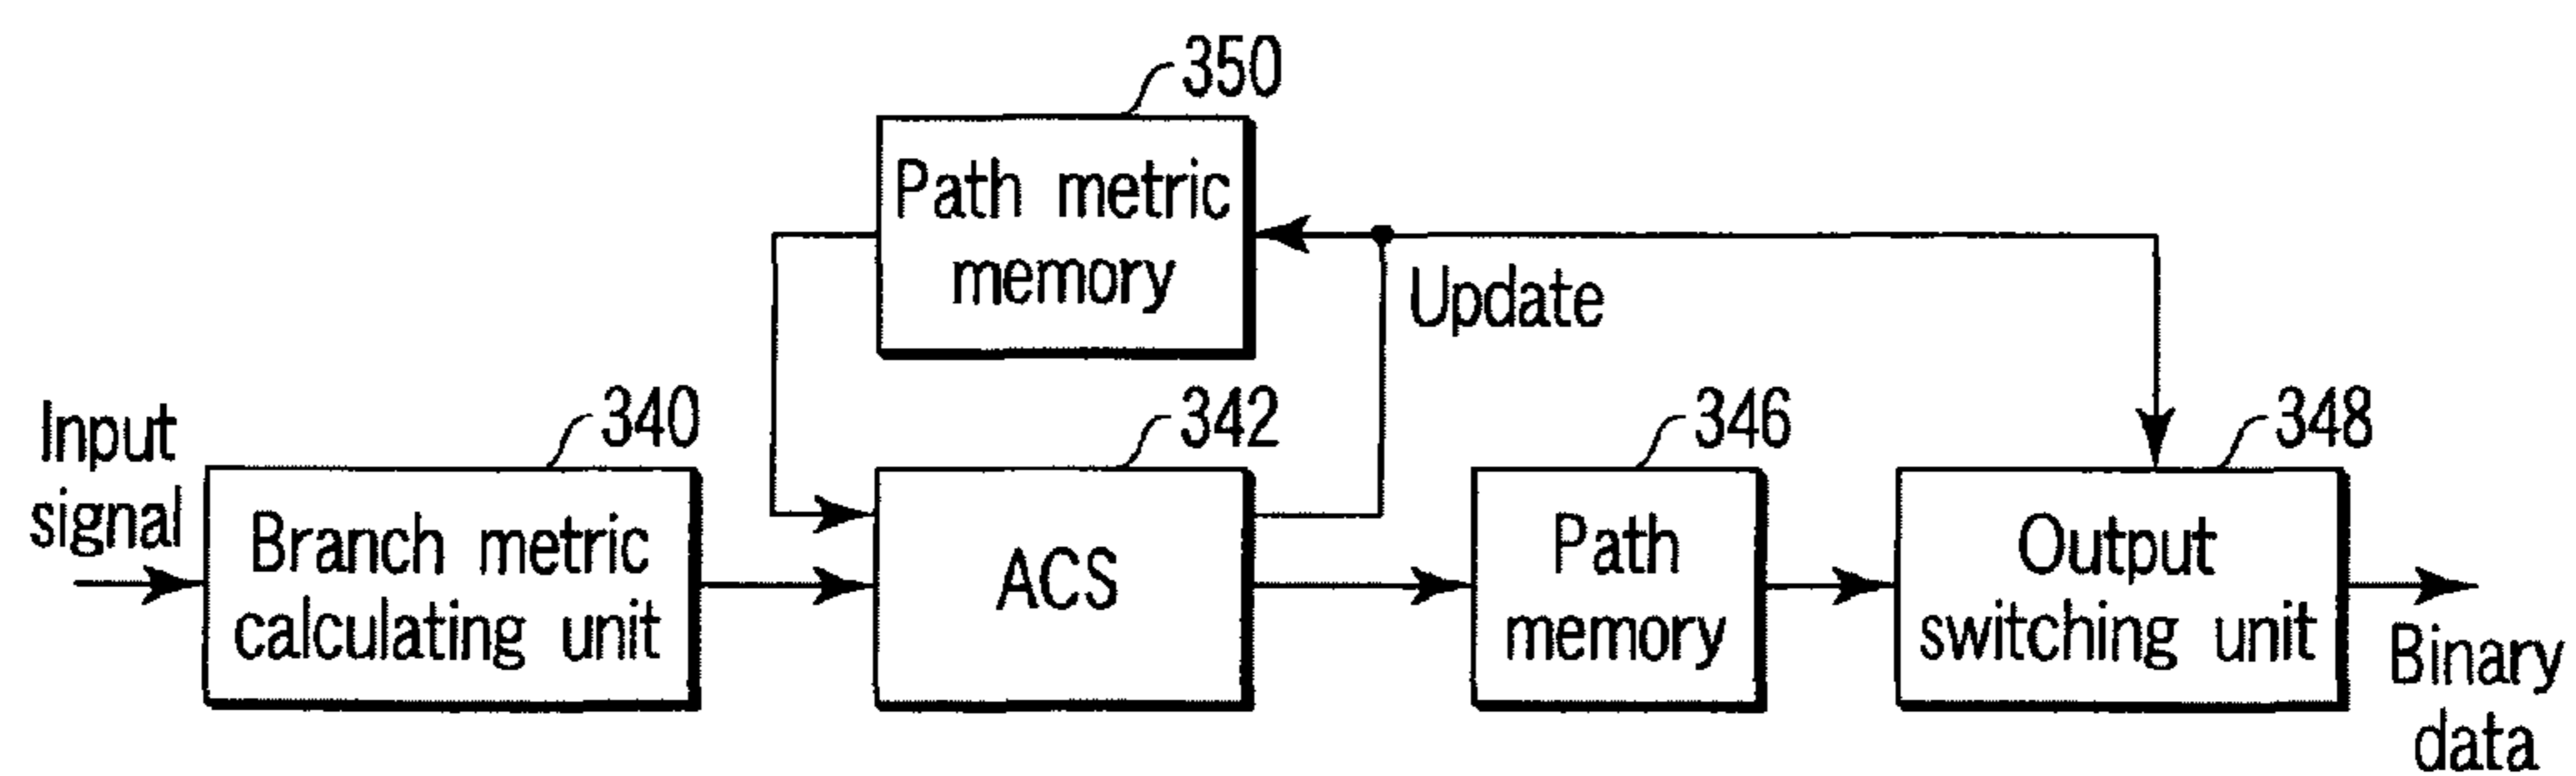 350
Path metric
memory
Update
Input
signal
340
Branch metric
calculating unit
342
ACS
346
Path
memory
348
Output
switching unit
Binary
data